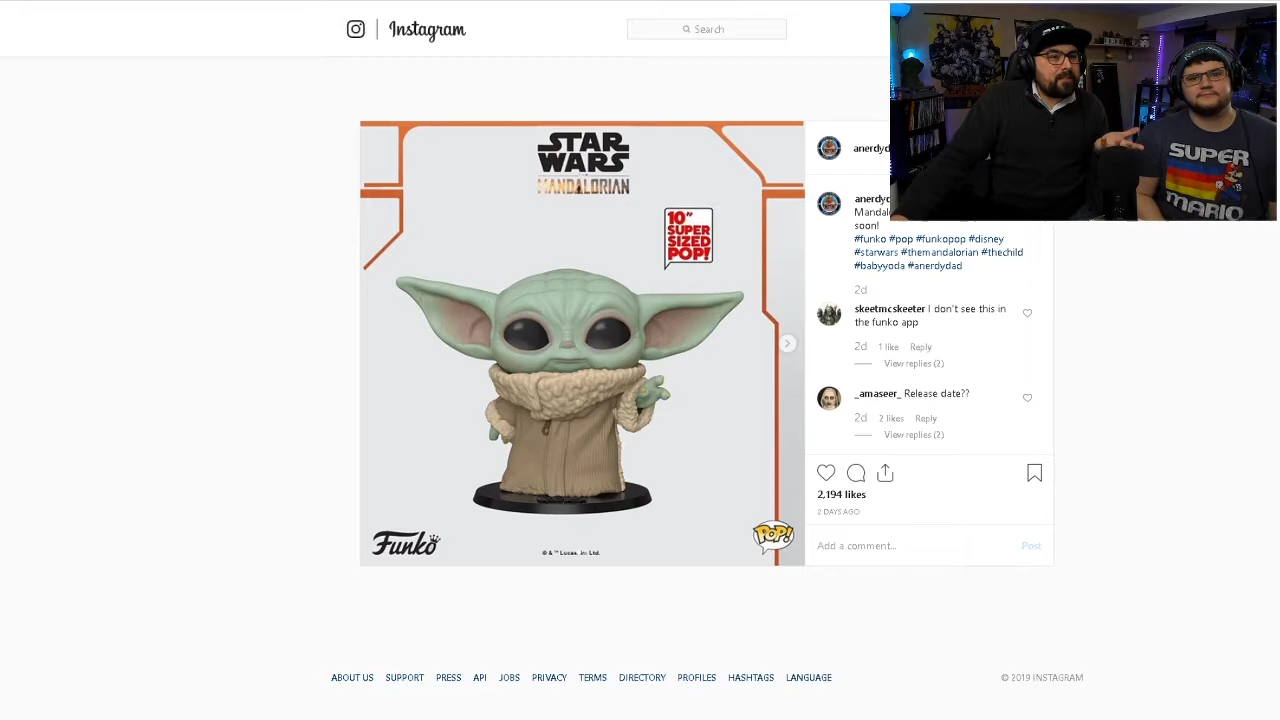 Instagram
Search
STAR
WARS
MANDALORIAN
10"
SUPER
SIZED
POP!
Funko
© & ™ Lucas
POP!
soon!
#funko #pop #funkopop #disney
#starwars #themandalorian #thechild
#babyyoda #anerdydad
2d
skeetmcskeeter I don't see this in
the funko app
2d 1 like Reply
View replies (2)
_amaseer_ Release date??
2d 2 likes Reply
View replies (2)
2,194 likes
2 DAYS AGO
Add a comment... Post
SUPER
MARIO
ABOUT US SUPPORT PRESS API JOBS PRIVACY TERMS DIRECTORY PROFILES HASHTAGS LANGUAGE
© 2019 INSTAGRAM